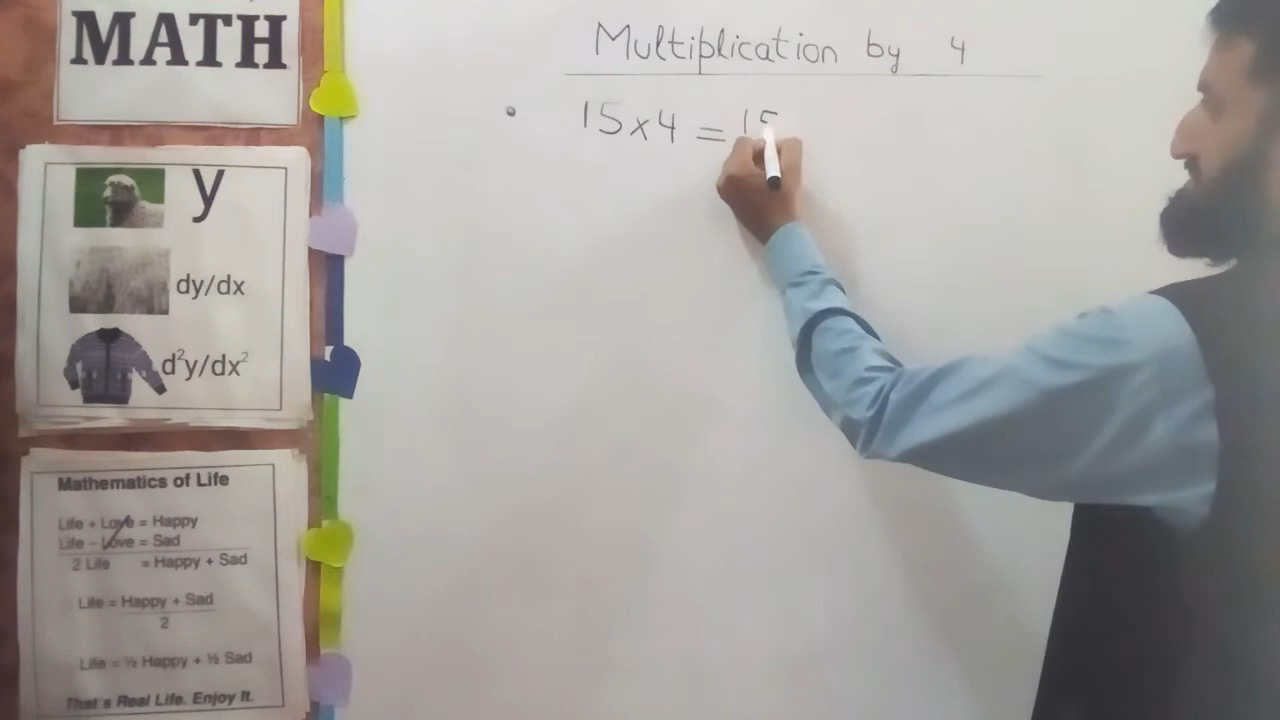 MATH
y
dy/dx
d²y/dx²
Mathematics of Life
Life + Love = Happy
Life - Love = Sad
2 Life = Happy + Sad
Life = Happy + Sad
2
Life = ½ Happy + ½ Sad
That's Real Life. Enjoy It.
Multiplication by 4
• 15x4 = 15